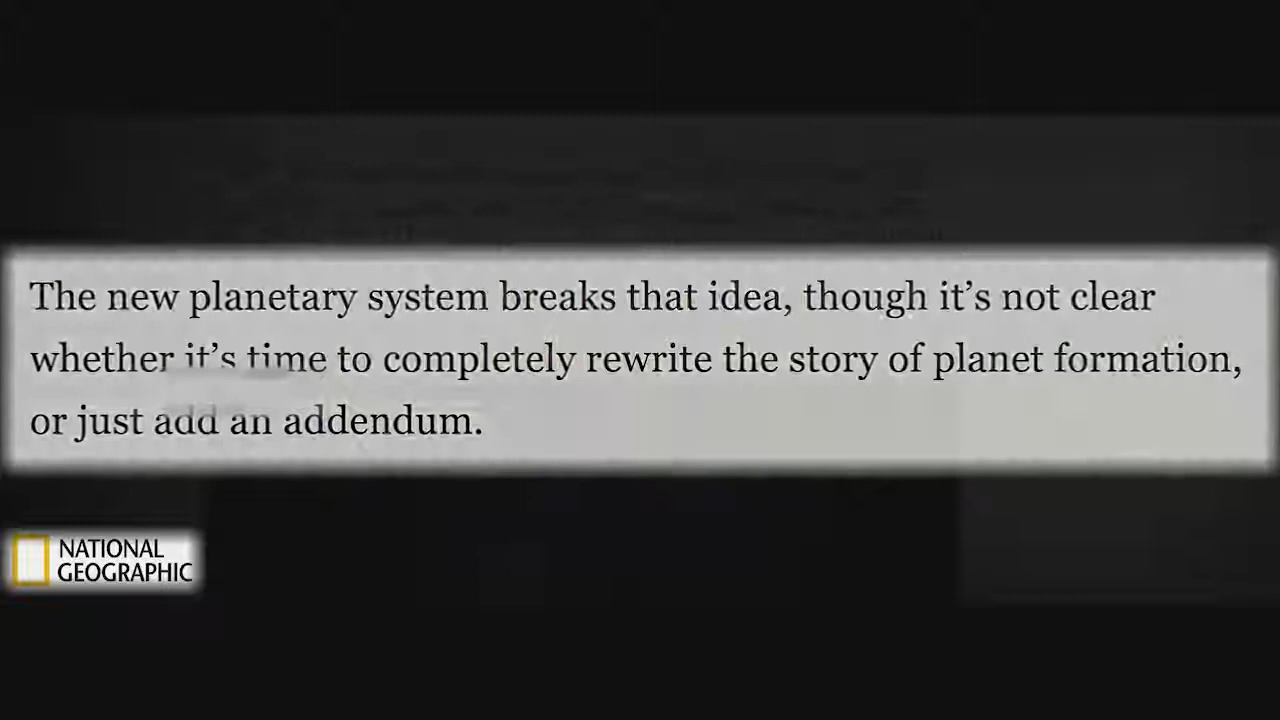 The new planetary system breaks that idea, though it’s not clear
whether it’s time to completely rewrite the story of planet formation,
or just add an addendum.
NATIONAL
GEOGRAPHIC